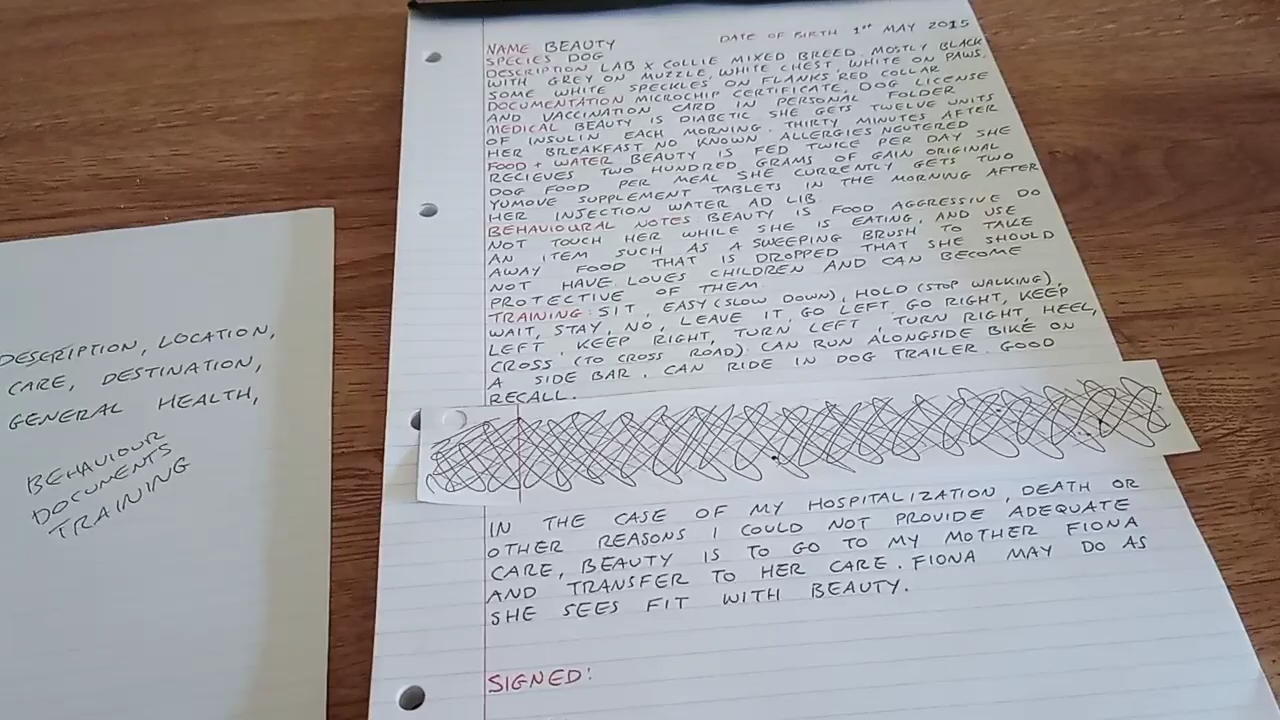 DESCRIPTION, LOCATION,
CARE, DESTINATION,
GENERAL HEALTH,
BEHAVIOUR
DOCUMENTS
TRAINING
NAME BEAUTY DATE OF BIRTH 1ST MAY 2015
SPECIES DOG
DESCRIPTION LAB X COLLIE MIXED BREED. MOSTLY BLACK
WITH GREY ON MUZZLE, WHITE CHEST, WHITE ON PAWS,
SOME WHITE SPECKLES ON FLANKS. RED COLLAR
DOCUMENTATION MICROCHIP CERTIFICATE, DOG LICENSE
AND VACCINATION CARD IN PERSONAL FOLDER
MEDICAL BEAUTY IS DIABETIC SHE GETS TWELVE UNITS
OF INSULIN EACH MORNING. THIRTY MINUTES AFTER
HER BREAKFAST NO KNOWN ALLERGIES NEUTERED
FOOD + WATER BEAUTY IS FED TWICE PER DAY SHE
RECIEVES TWO HUNDRED GRAMS OF GAIN ORIGINAL
DOG FOOD PER MEAL SHE CURRENTLY GETS TWO
YUMOVE SUPPLEMENT TABLETS IN THE MORNING AFTER
HER INJECTION WATER AD LIB
BEHAVIOURAL NOTES BEAUTY IS FOOD AGGRESSIVE DO
NOT TOUCH HER WHILE SHE IS EATING, AND USE
AN ITEM SUCH AS A SWEEPING BRUSH TO TAKE
AWAY FOOD THAT IS DROPPED THAT SHE SHOULD
NOT HAVE. LOVES CHILDREN AND CAN BECOME
PROTECTIVE OF THEM
TRAINING: SIT, EASY (SLOW DOWN), HOLD (STOP WALKING),
WAIT, STAY, NO, LEAVE IT, GO LEFT, GO RIGHT, KEEP
LEFT, KEEP RIGHT, TURN LEFT, TURN RIGHT, HEEL,
CROSS (TO CROSS ROAD). CAN RUN ALONGSIDE BIKE ON
A SIDE BAR. CAN RIDE IN DOG TRAILER. GOOD
RECALL.
IN THE CASE OF MY HOSPITALIZATION, DEATH OR
OTHER REASONS I COULD NOT PROVIDE ADEQUATE
CARE, BEAUTY IS TO GO TO MY MOTHER FIONA
AND TRANSFER TO HER CARE. FIONA MAY DO AS
SHE SEES FIT WITH BEAUTY.
SIGNED: